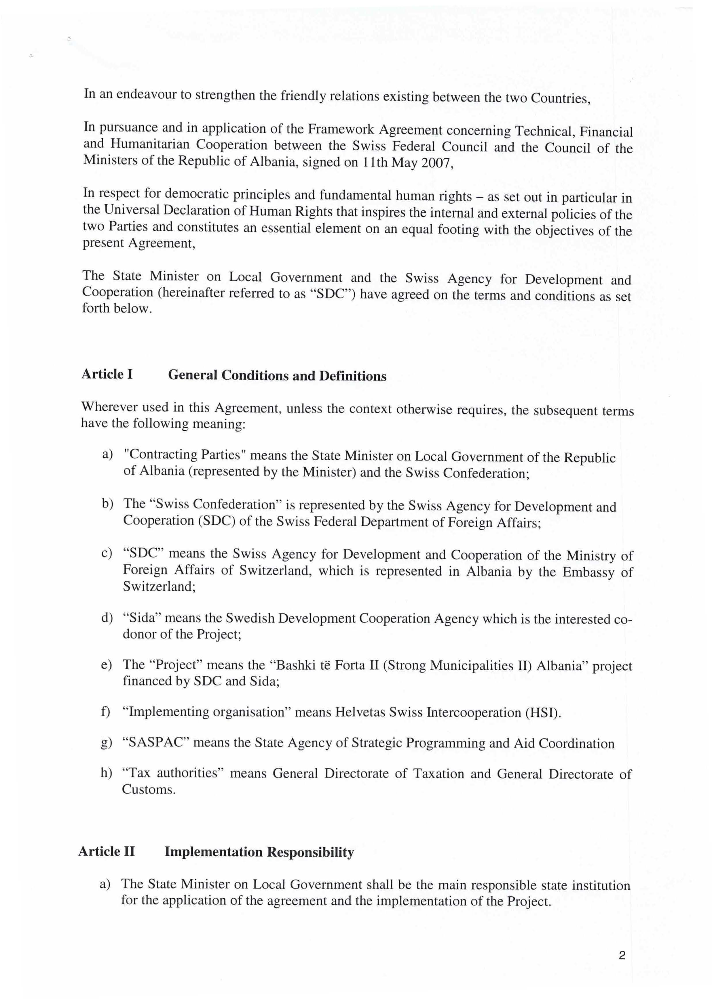 In an endeavour to strengthen the friendly relations existing between the two Countries,
In pursuance and in application of the Framework Agreement concerning Technical, Financial
and Humanitarian Cooperation between the Swiss Federal Council and the Council of the
Ministers of the Republic of Albania, signed on 11th May 2007,
In respect for democratic principles and fundamental human rights – as set out in particular in
the Universal Declaration of Human Rights that inspires the internal and external policies of the
two Parties and constitutes an essential element on an equal footing with the objectives of the
present Agreement,
The State Minister on Local Government and the Swiss Agency for Development and
Cooperation (hereinafter referred to as “SDC”) have agreed on the terms and conditions as set
forth below.
Article I General Conditions and Definitions
Wherever used in this Agreement, unless the context otherwise requires, the subsequent terms
have the following meaning:
a) "Contracting Parties" means the State Minister on Local Government of the Republic
of Albania (represented by the Minister) and the Swiss Confederation;
b) The “Swiss Confederation” is represented by the Swiss Agency for Development and
Cooperation (SDC) of the Swiss Federal Department of Foreign Affairs;
c) “SDC” means the Swiss Agency for Development and Cooperation of the Ministry of
Foreign Affairs of Switzerland, which is represented in Albania by the Embassy of
Switzerland;
d) “Sida” means the Swedish Development Cooperation Agency which is the interested co-
donor of the Project;
e) The “Project” means the “Bashki të Forta II (Strong Municipalities II) Albania” project
financed by SDC and Sida;
f) “Implementing organisation” means Helvetas Swiss Intercooperation (HSI).
g) “SASPAC” means the State Agency of Strategic Programming and Aid Coordination
h) “Tax authorities” means General Directorate of Taxation and General Directorate of
Customs.
Article II Implementation Responsibility
a) The State Minister on Local Government shall be the main responsible state institution
for the application of the agreement and the implementation of the Project.
2